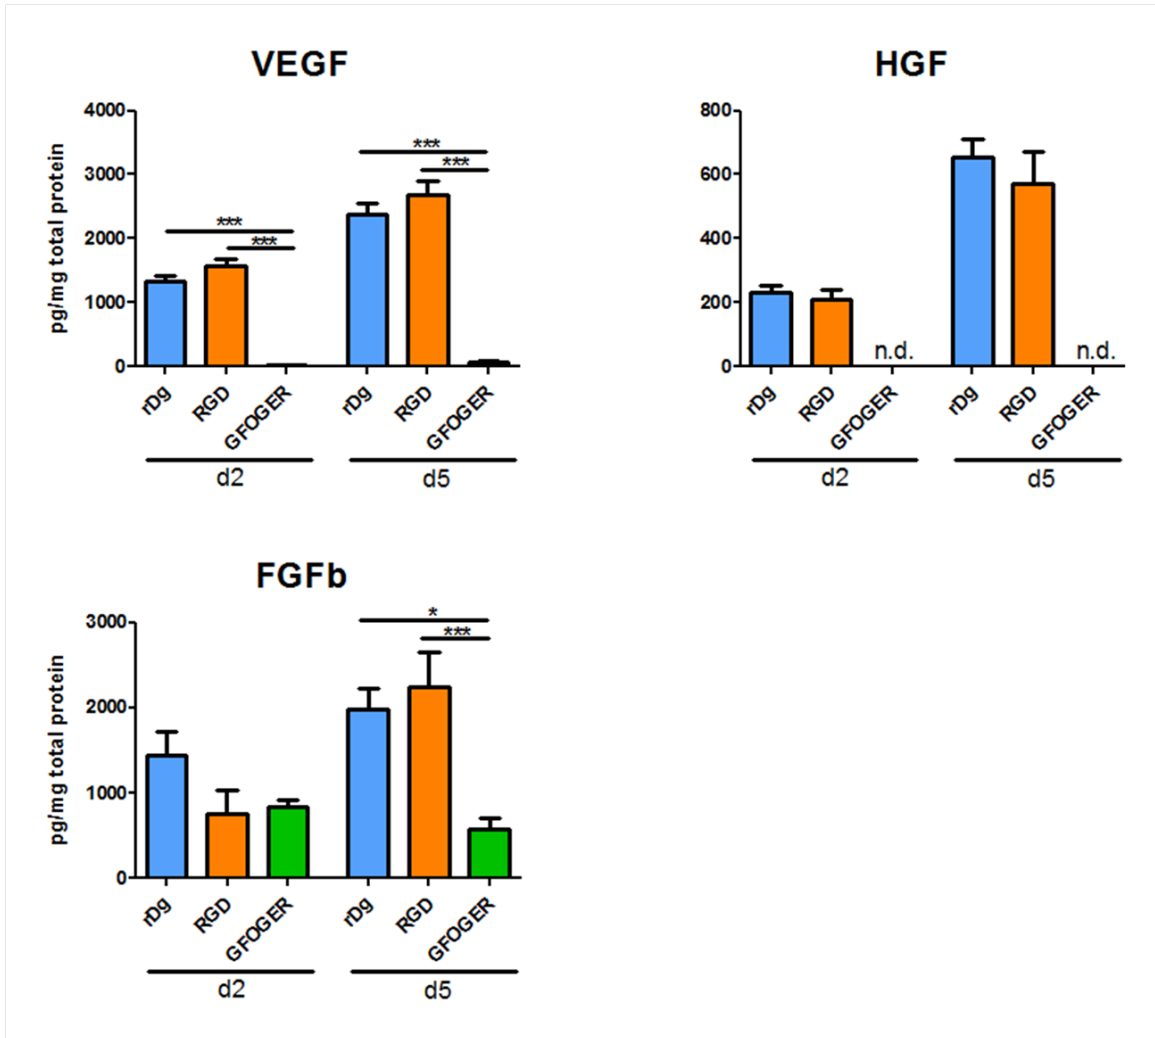 VEGF
pg/mg total protein
4000
3000
2000
1000
0
***
***
***
***
rDg
RGD
GFOGER
rDg
RGD
GFOGER
d2
d5
HGF
800
600
400
200
0
n.d.
n.d.
rDg
RGD
GFOGER
rDg
RGD
GFOGER
d2
d5
FGFb
pg/mg total protein
3000
2000
1000
0
*
***
rDg
RGD
GFOGER
rDg
RGD
GFOGER
d2
d5